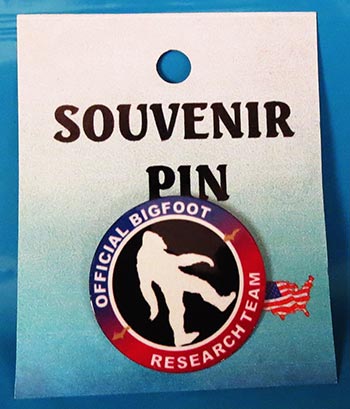 SOUVENIR
PIN
OFFICIAL BIGFOOT
RESEARCH TEAM